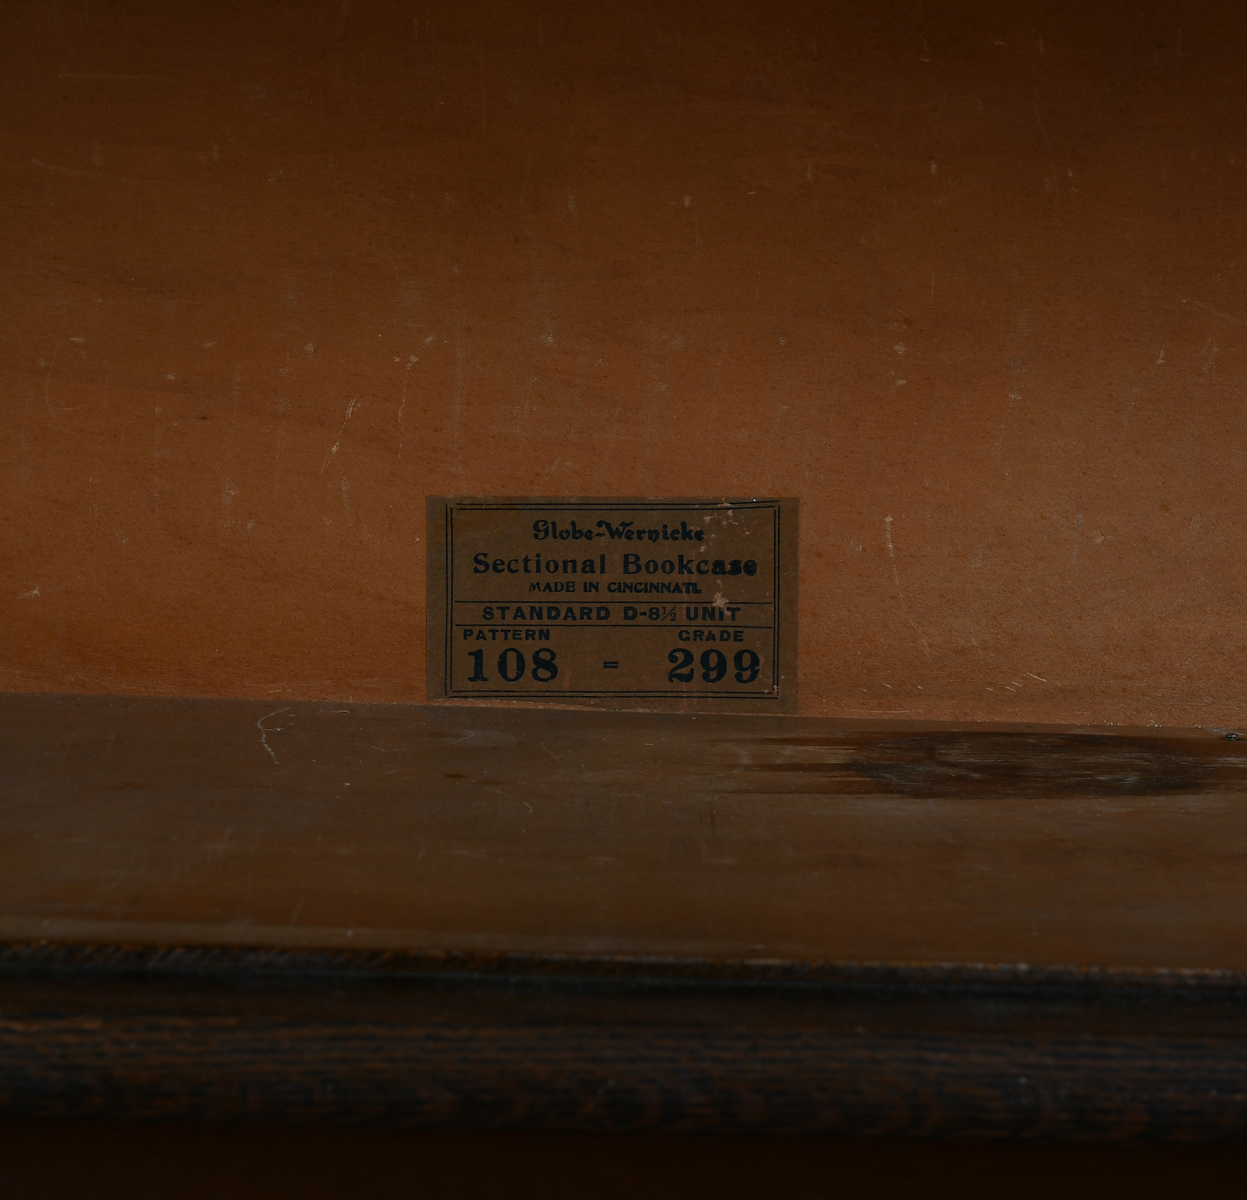 Globe-Wernicke
Sectional Bookcase
MADE IN CINCINNATI.
STANDARD D-8½ UNIT
PATTERN GRADE
108 = 299